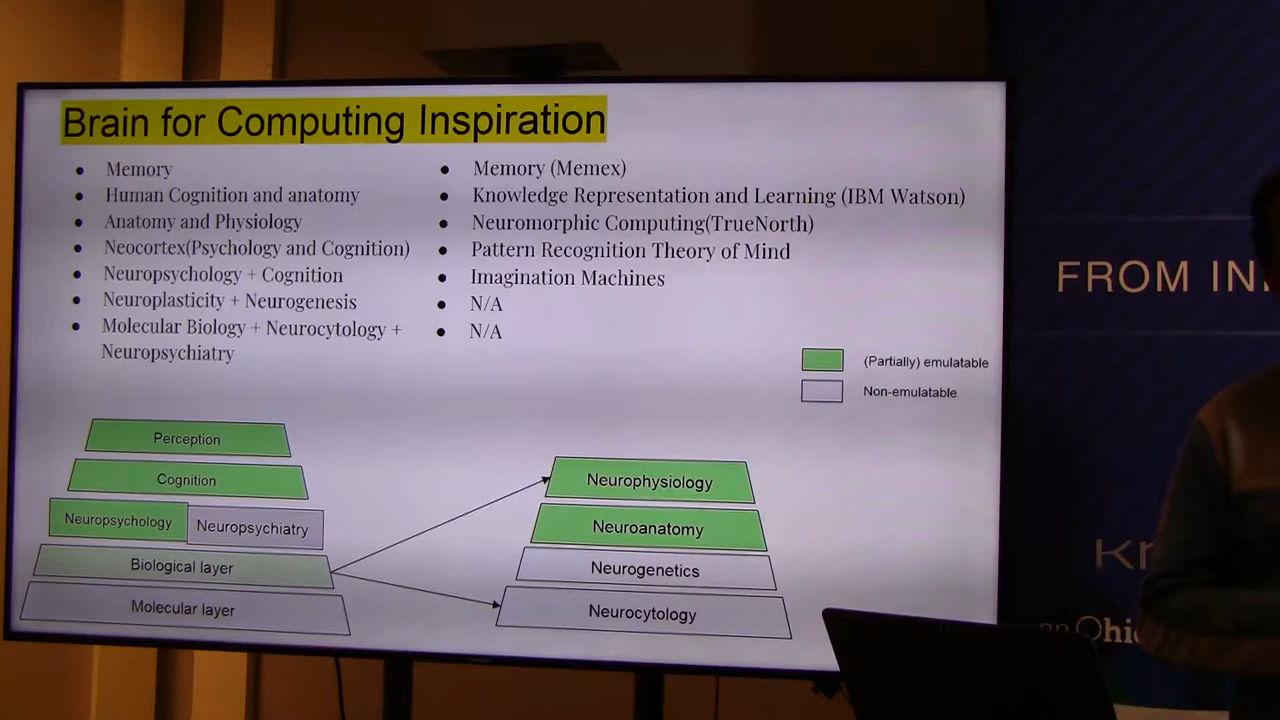 Brain for Computing Inspiration
Memory
Human Cognition and anatomy
Anatomy and Physiology
Neocortex(Psychology and Cognition)
Neuropsychology + Cognition
Neuroplasticity + Neurogenesis
Molecular Biology + Neurocytology +
Neuropsychiatry
Memory (Memex)
Knowledge Representation and Learning (IBM Watson)
Neuromorphic Computing(TrueNorth)
Pattern Recognition Theory of Mind
Imagination Machines
N/A
N/A
(Partially) emulatable
Non-emulatable
Perception
Cognition
Neuropsychology
Neuropsychiatry
Biological layer
Molecular layer
Neurophysiology
Neuroanatomy
Neurogenetics
Neurocytology
FROM IN